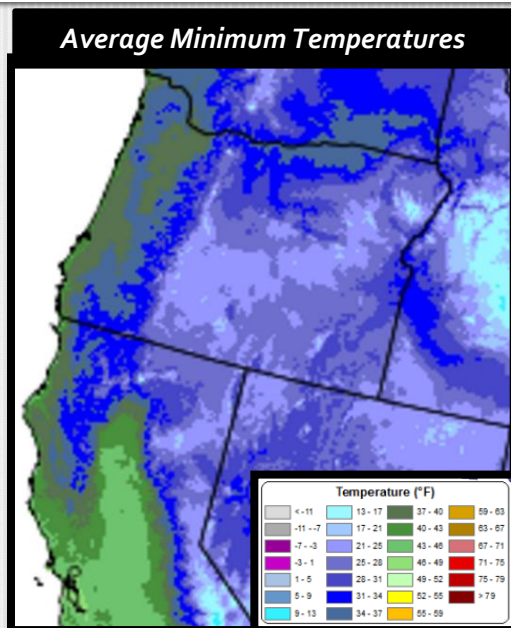 Average Minimum Temperatures
Temperature (°F)
< -11 13 - 17 37 - 40 59 - 63
-11 - -7 17 - 21 40 - 43 63 - 67
-7 - -3 21 - 25 43 - 46 67 - 71
-3 - 1 25 - 28 46 - 49 71 - 75
1 - 5 28 - 31 49 - 52 75 - 79
5 - 9 31 - 34 52 - 55 > 79
9 - 13 34 - 37 55 - 59